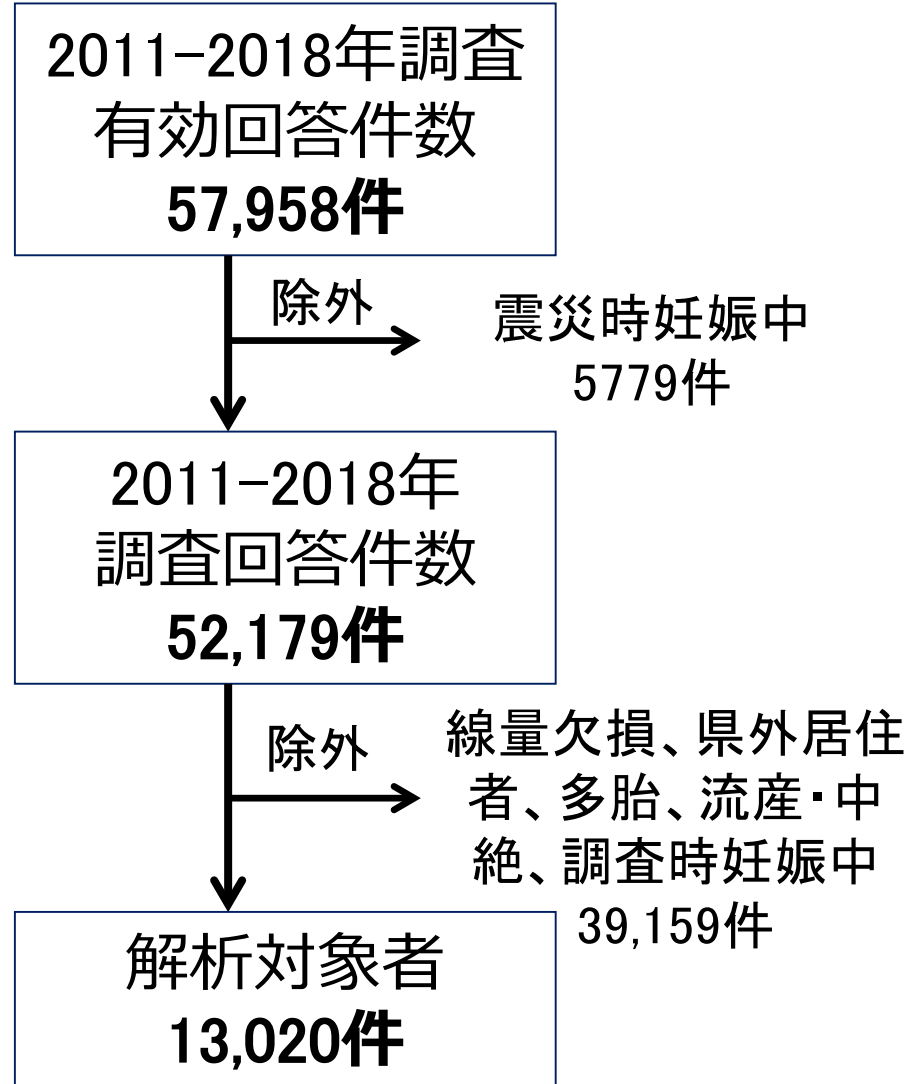 2011-2018年調査
有効回答件数
57,958件
除外
震災時妊娠中
5779件
2011-2018年
調査回答件数
52,179件
除外
線量欠損、県外居住
者、多胎、流産・中
絶、調査時妊娠中
39,159件
解析対象者
13,020件